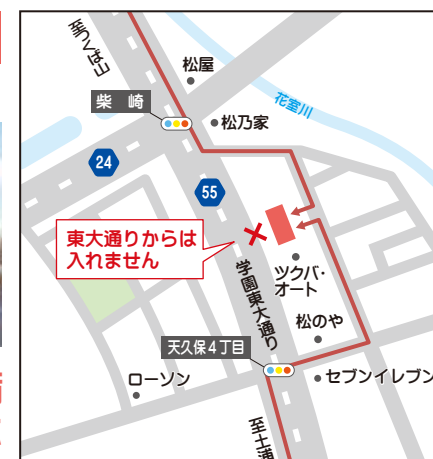 至つくば山
松屋
柴崎
花室川
松乃家
24
55
東大通りからは
入れません
ツクバ・
オート
学園東大通り
松のや
天久保4丁目
ローソン
セブンイレブン
至土浦